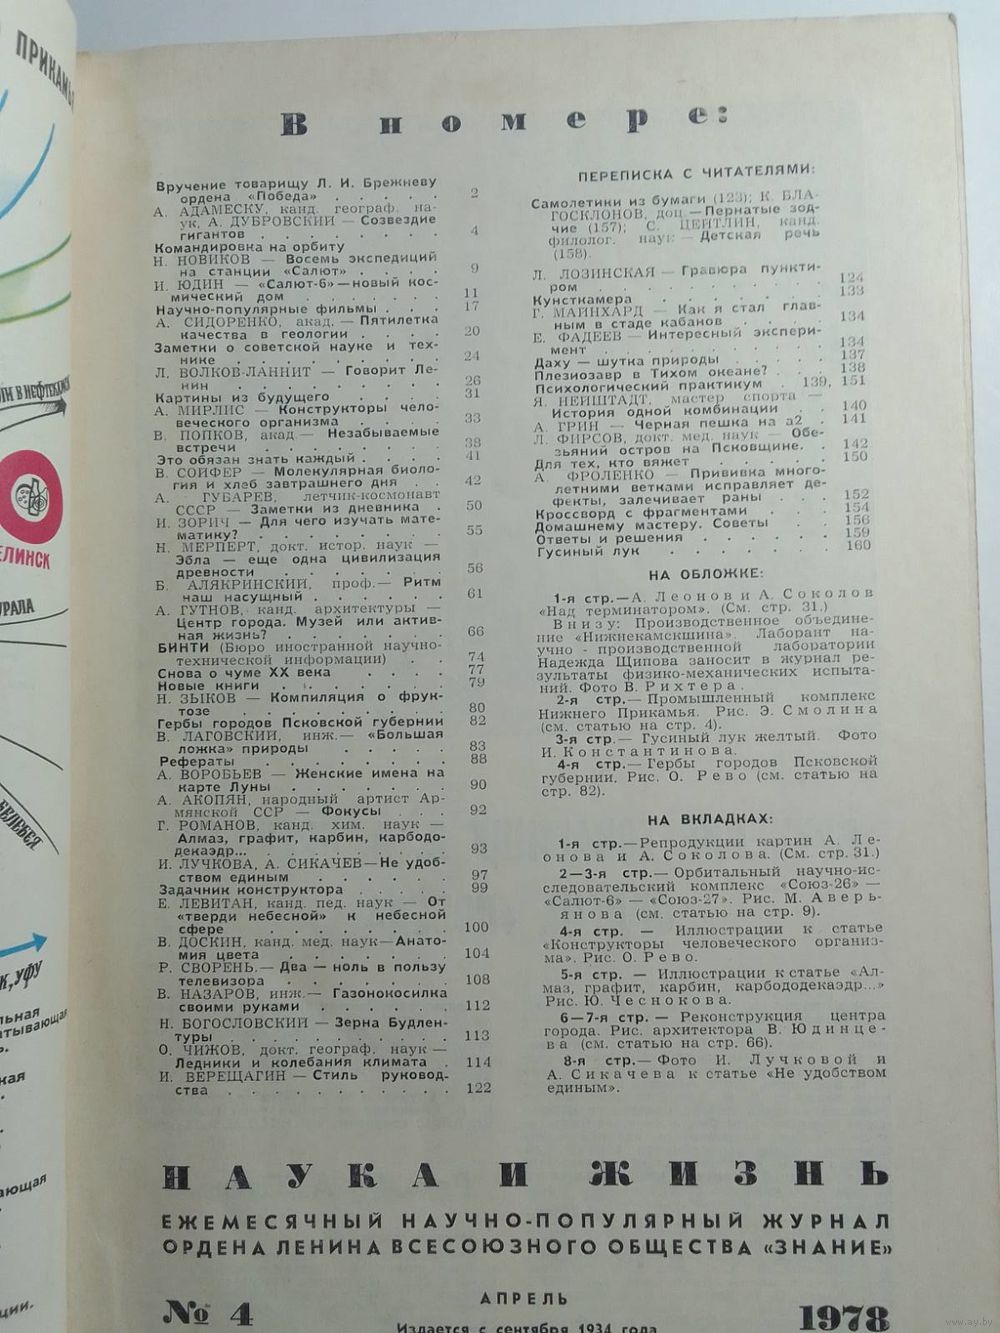 ПРИКАМЬ
В НЕФТЕКАМСК
ЕЛИНСК
УРАЛА
БЕЛЕБЕЯ
К, УФУ
В номере:
Вручение товарищу Л. И. Брежневу
ордена «Победа» . . . . . 2
А. АДАМЕСКУ, канд. географ. на-
ук, А. ДУБРОВСКИЙ — Созвездие
гигантов . . . . . . . . 4
Командировка на орбиту
Н. НОВИКОВ — Восемь экспедиций
на станции «Салют» . . . . 9
И. ЮДИН — «Салют-6» — новый кос-
мический дом . . . . . . 11
Научно-популярные фильмы . . . 17
А. СИДОРЕНКО, акад. — Пятилетка
качества в геологии . . . . 20
Заметки о советской науке и тех-
нике . . . . . . . . . 24
Л. ВОЛКОВ-ЛАННИТ — Говорит Ле-
нин . . . . . . . . . 26
Картины из будущего . . . . 31
А. МИРЛИС — Конструкторы чело-
веческого организма . . . . 33
В. ПОПКОВ, акад. — Незабываемые
встречи . . . . . . . . 38
Это обязан знать каждый . . . . 41
В. СОЙФЕР — Молекулярная биоло-
гия и хлеб завтрашнего дня . . 42
А. ГУБАРЕВ, летчик-космонавт
СССР — Заметки из дневника . 50
И. ЗОРИЧ — Для чего изучать мате-
матику? . . . . . . . . 55
Н. МЕРПЕРТ, докт. истор. наук —
Эбла — еще одна цивилизация
древности . . . . . . . 56
Б. АЛЯКРИНСКИЙ, проф. — Ритм
наш насущный . . . . . . 61
А. ГУТНОВ, канд. архитектуры —
Центр города. Музей или актив-
ная жизнь? . . . . . . . 66
БИНТИ (Бюро иностранной научно-
технической информации) . . 74
Снова о чуме XX века . . . . 77
Новые книги . . . . . . . 79
Н. ЗЫКОВ — Компиляция о фрук-
тозе . . . . . . . . . 80
Гербы городов Псковской губернии 82
В. ЛАГОВСКИЙ, инж. — «Большая
ложка» природы . . . . . 83
Рефераты . . . . . . . . 88
А. ВОРОБЬЕВ — Женские имена на
карте Луны . . . . . . . 90
А. АКОПЯН, народный артист Ар-
мянской ССР — Фокусы . . . 92
Г. РОМАНОВ, канд. хим. наук —
Алмаз, графит, карбин, карбодо-
декаэдр... . . . . . . . . 93
И. ЛУЧКОВА, А. СИКАЧЕВ — Не удоб-
ством единым . . . . . . 97
Задачник конструктора . . . . . 99
Е. ЛЕВИТАН, канд. пед. наук — От
«тверди небесной» к небесной
сфере . . . . . . . . . 100
В. ДОСКИН, канд. мед. наук — Анато-
мия цвета . . . . . . . 104
Р. СВОРЕНЬ. — Два — ноль в пользу
телевизора . . . . . . . 108
В. НАЗАРОВ, инж. — Газонокосилка
своими руками . . . . . . 112
Н. БОГОСЛОВСКИЙ — Зерна Будлен-
туры . . . . . . . . . . 113
О. ЧИЖОВ, докт. географ. наук —
Ледники и колебания климата . 114
И. ВЕРЕЩАГИН — Стиль руковод-
ства . . . . . . . . . . 122
ПЕРЕПИСКА С ЧИТАТЕЛЯМИ:
Самолетики из бумаги (123); К. БЛА-
ГОСКЛОНОВ, доц. — Пернатые зод-
чие (157); С. ЦЕЙТЛИН, канд.
филолог. наук — Детская речь
(158).
Л. ЛОЗИНСКАЯ — Гравюра пункти-
ром . . . . . . . . . . 124
Кунсткамера . . . . . . . 133
Г. МАЙНХАРД — Как я стал глав-
ным в стаде кабанов . . . . 134
Е. ФАДЕЕВ — Интересный экспери-
мент . . . . . . . . . 134
Даху — шутка природы . . . . . 137
Плезиозавр в Тихом океане? . . . 138
Психологический практикум . 139, 151
Я. НЕЙШТАДТ, мастер спорта —
История одной комбинации . . 140
А. ГРИН — Черная пешка на а2 . 141
Л. ФИРСОВ, докт. мед. наук — Обе-
зьяний остров на Псковщине. . 142
Для тех, кто вяжет . . . . . 150
А. ФРОЛЕНКО — Прививка много-
летними ветками исправляет де-
фекты, залечивает раны . . . 152
Кроссворд с фрагментами . . . 154
Домашнему мастеру. Советы . . 156
Ответы и решения . . . . . . 159
Гусиный лук . . . . . . . 160
НА ОБЛОЖКЕ:
1-я стр. — А. Леонов и А. Соколов
«Над терминатором». (См. стр. 31.)
Внизу: Производственное объедине-
ние «Нижнекамскшина». Лаборант на-
учно-производственной лаборатории
Надежда Щипова заносит в журнал ре-
зультаты физико-механических испыта-
ний. Фото В. Рихтера.
2-я стр. — Промышленный комплекс
Нижнего Прикамья. Рис. Э. Смолина
(см. статью на стр. 4).
3-я стр. — Гусиный лук желтый. Фото
И. Константинова.
4-я стр. — Гербы городов Псковской
губернии. Рис. О. Рево (см. статью на
стр. 82).
НА ВКЛАДКАХ:
1-я стр. — Репродукции картин А. Ле-
онова и А. Соколова. (См. стр. 31.)
2—3-я стр. — Орбитальный научно-ис-
следовательский комплекс «Союз-26» —
«Салют-6» — «Союз-27». Рис. М. Аверь-
янова (см. статью на стр. 9).
4-я стр. — Иллюстрации к статье
«Конструкторы человеческого организ-
ма». Рис. О. Рево.
5-я стр. — Иллюстрации к статье «Ал-
маз, графит, карбин, карбододекаэдр...»
Рис. Ю. Чеснокова.
6—7-я стр. — Реконструкция центра
города. Рис. архитектора В. Юдинце-
ва (см. статью на стр. 66).
8-я стр. — Фото И. Лучковой и
А. Сикачева к статье «Не удобством
единым».
НАУКА И ЖИЗНЬ
ЕЖЕМЕСЯЧНЫЙ НАУЧНО-ПОПУЛЯРНЫЙ ЖУРНАЛ
ОРДЕНА ЛЕНИНА ВСЕСОЮЗНОГО ОБЩЕСТВА «ЗНАНИЕ»
№ 4
АПРЕЛЬ
1978
Издается с сентября 1934 года
www.ay.by